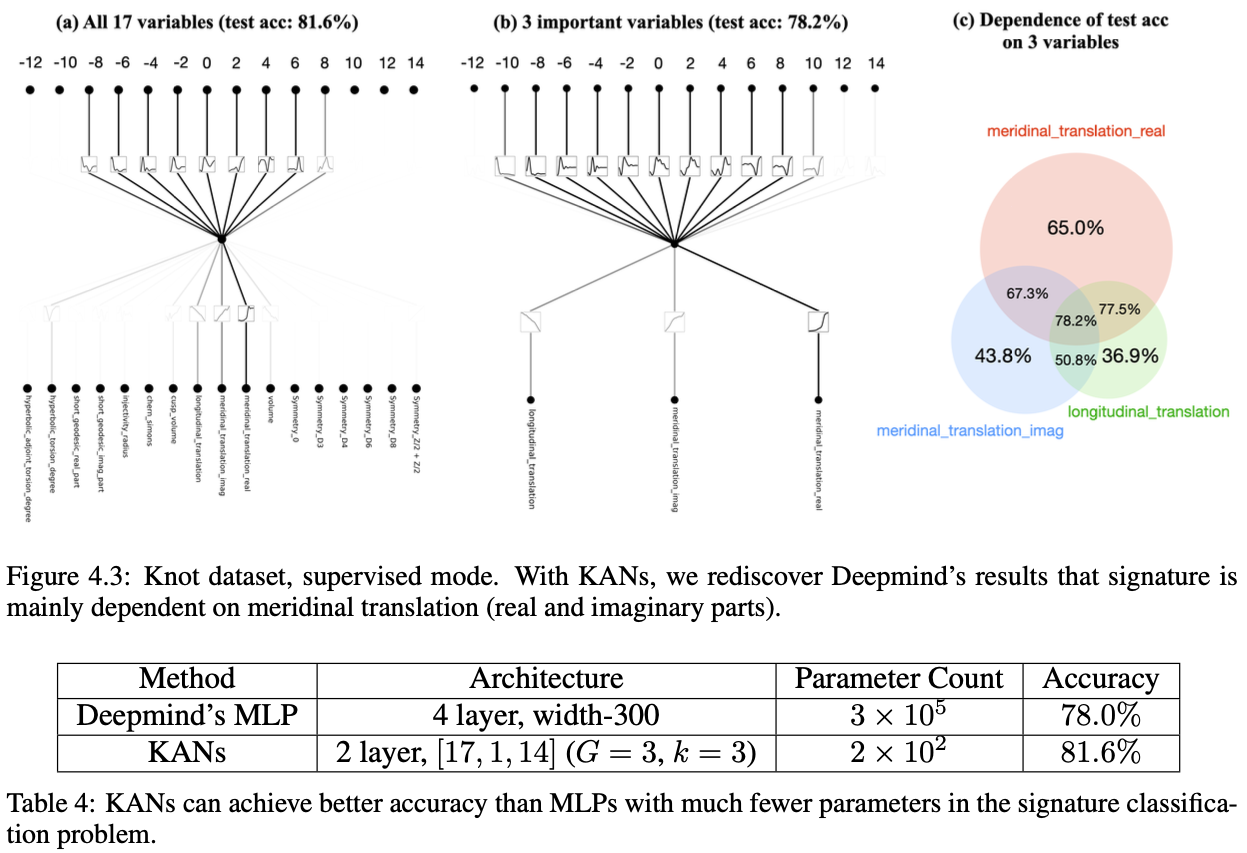 (a) All 17 variables (test acc: 81.6%)
-12 -10 -8 -6 -4 -2 0 2 4 6 8 10 12 14
hyperbolic_adjoint_torsion_degree
hyperbolic_torsion_degree
short_geodesic_real_part
short_geodesic_imag_part
injectivity_radius
chern_simons
cusp_volume
longitudinal_translation
meridinal_translation_imag
meridinal_translation_real
volume
Symmetry_0
Symmetry_D3
Symmetry_D4
Symmetry_D6
Symmetry_D8
Symmetry_Z/2 + Z/2
(b) 3 important variables (test acc: 78.2%)
-12 -10 -8 -6 -4 -2 0 2 4 6 8 10 12 14
longitudinal_translation
meridinal_translation_imag
meridinal_translation_real
(c) Dependence of test acc
on 3 variables
meridinal_translation_real
65.0%
67.3%
77.5%
78.2%
43.8%
50.8%
36.9%
longitudinal_translation
meridinal_translation_imag
Figure 4.3: Knot dataset, supervised mode. With KANs, we rediscover Deepmind's results that signature is
mainly dependent on meridinal translation (real and imaginary parts).
Method Architecture Parameter Count Accuracy
Deepmind's MLP 4 layer, width-300 3 × 10⁵ 78.0%
KANs 2 layer, [17, 1, 14] (G = 3, k = 3) 2 × 10² 81.6%
Table 4: KANs can achieve better accuracy than MLPs with much fewer parameters in the signature classifica-
tion problem.